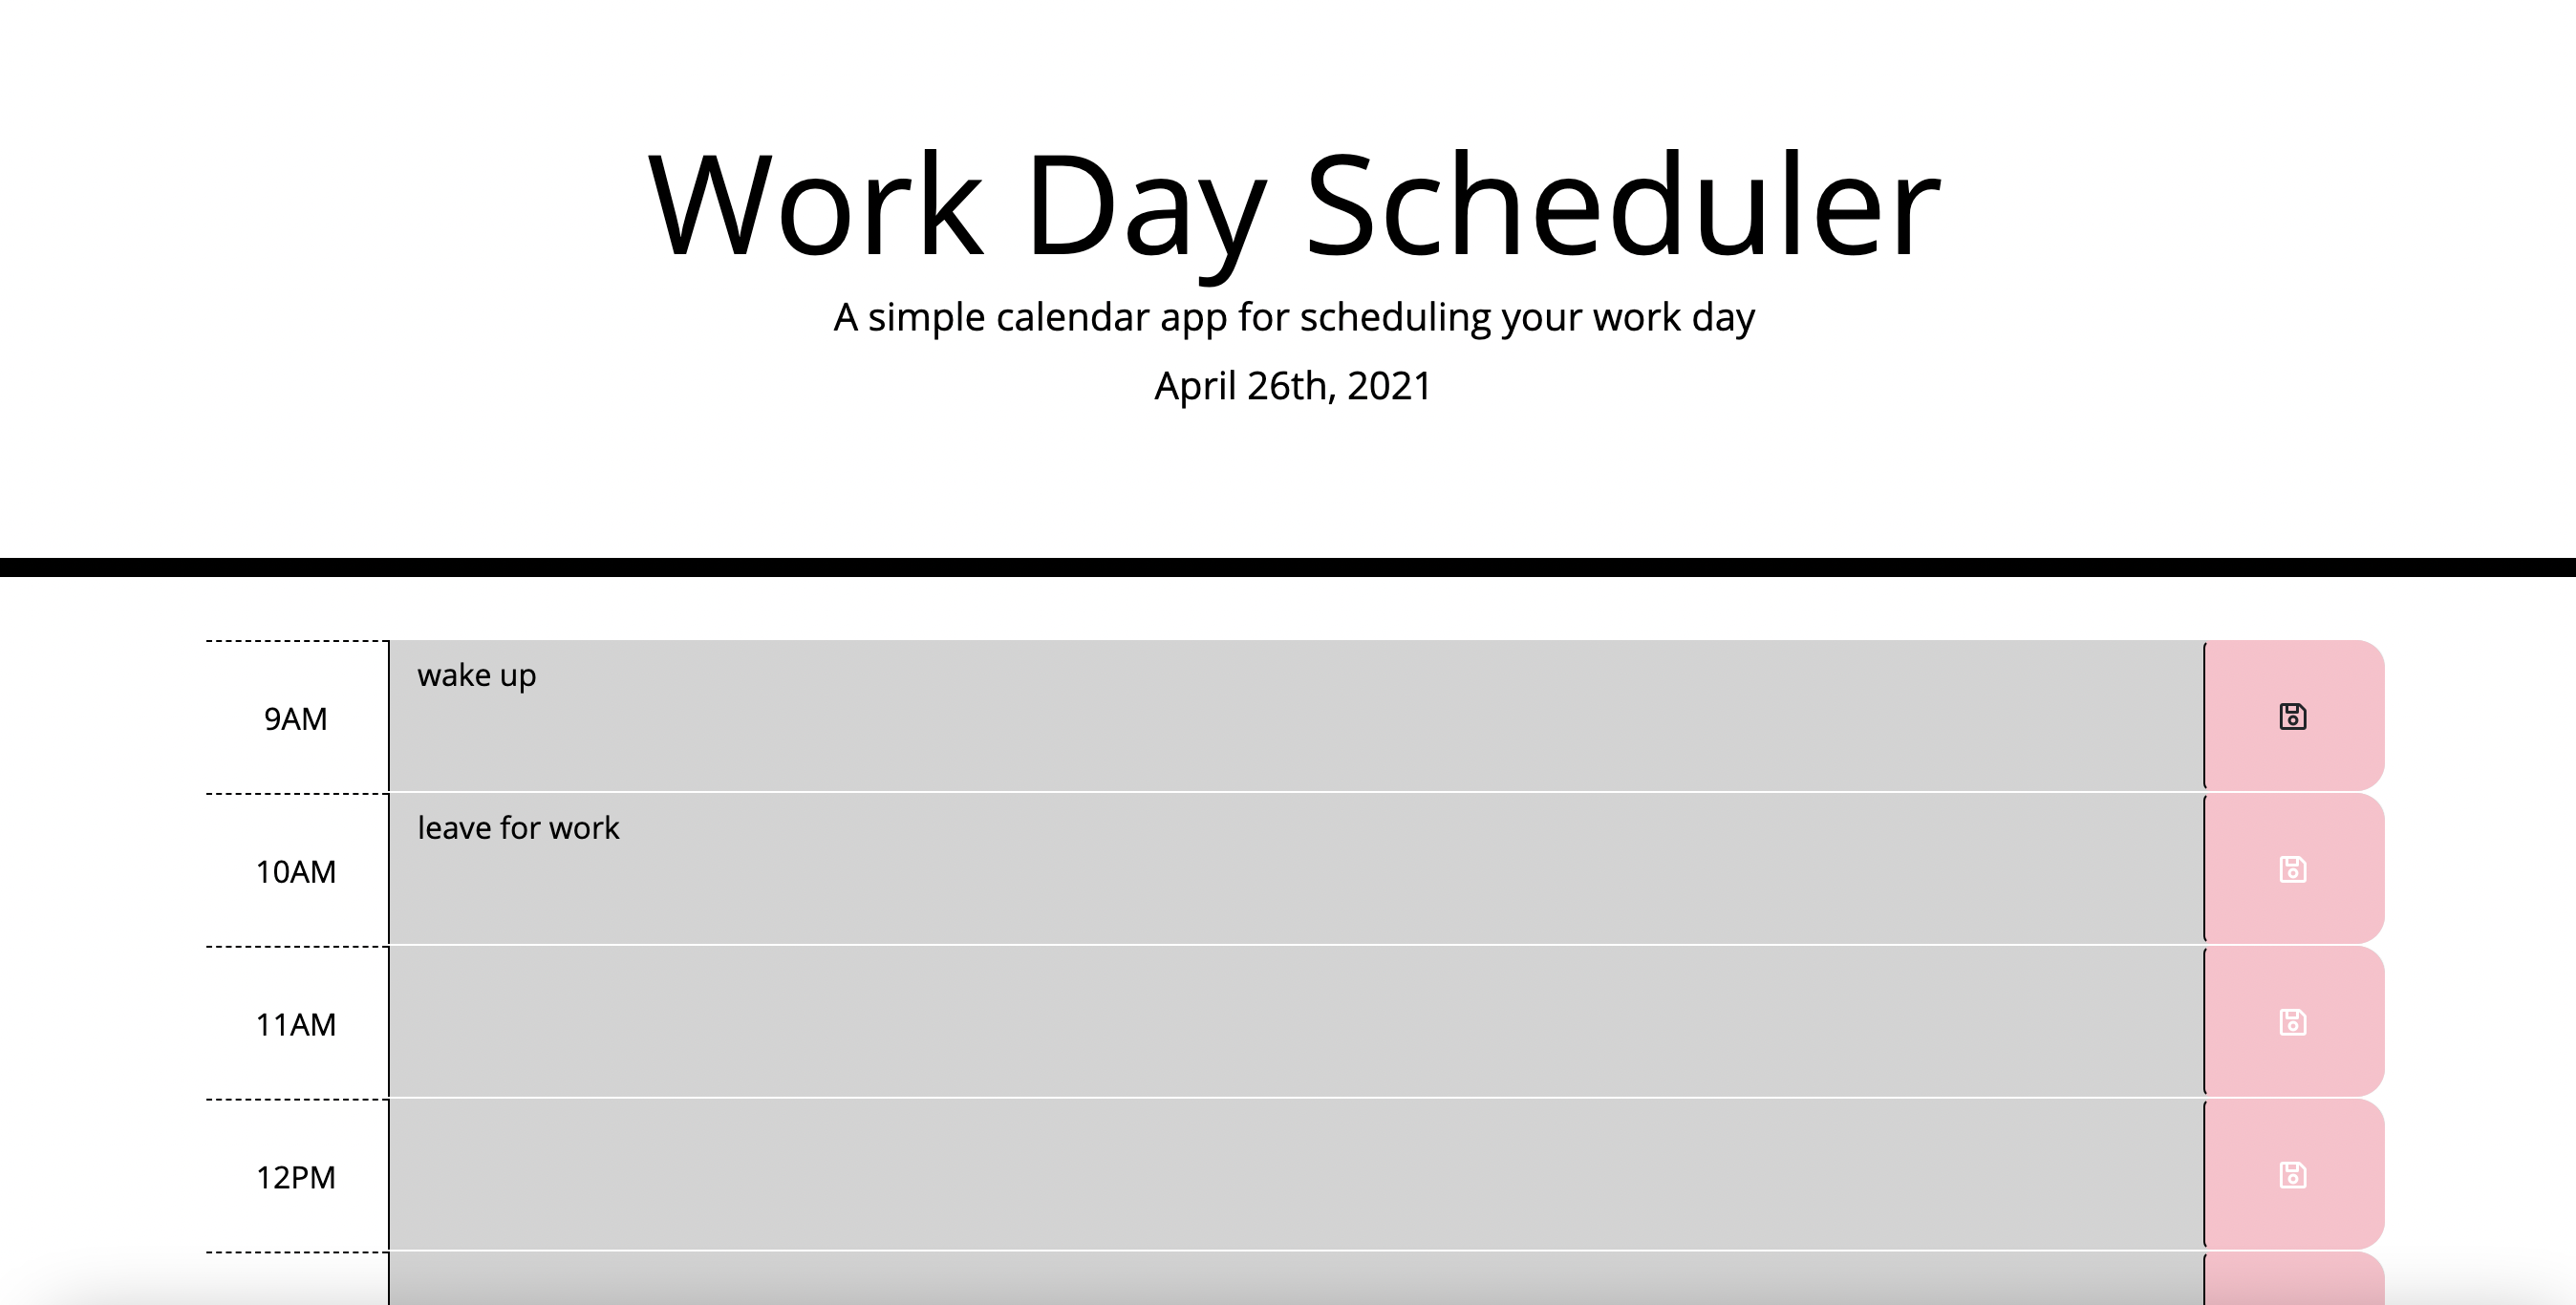 Work Day Scheduler
A simple calendar app for scheduling your work day
April 26th, 2021
9AM
wake up
10AM
leave for work
11AM
12PM